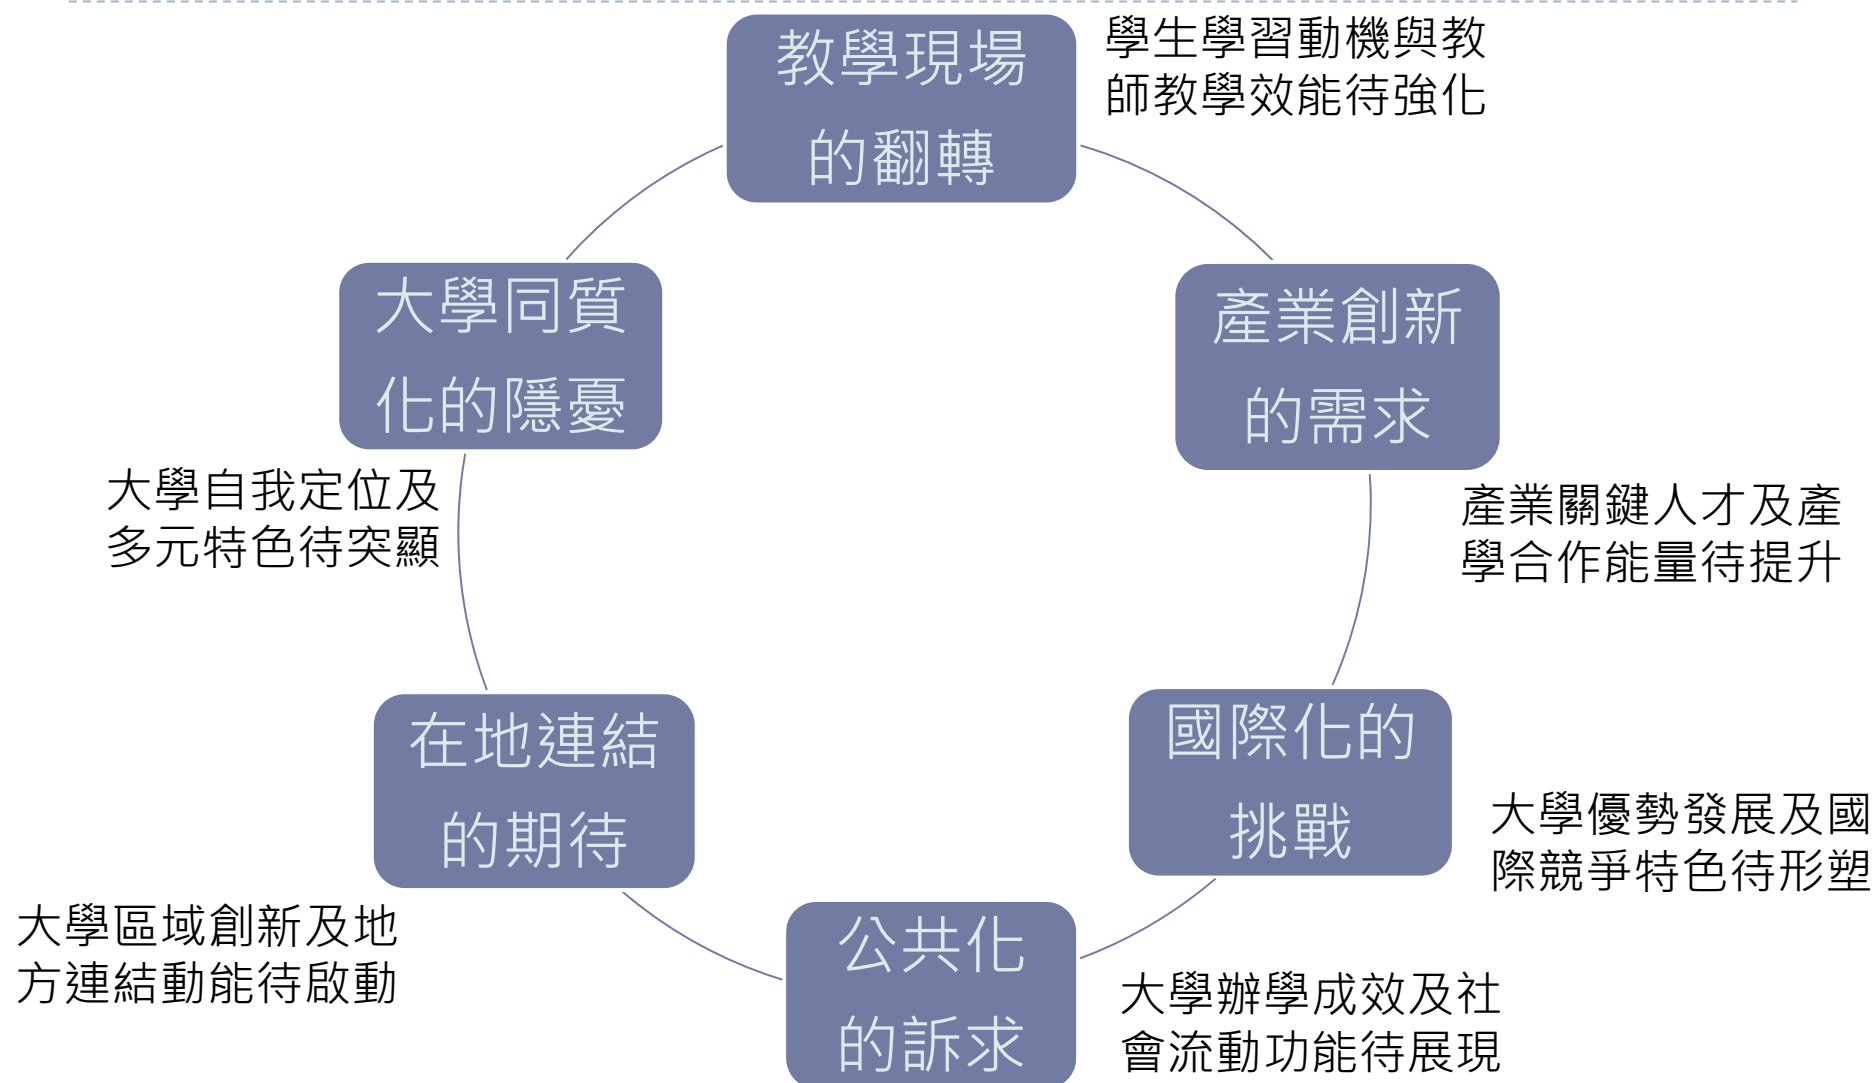 教學現場
的翻轉
學生學習動機與教
師教學效能待強化
產業創新
的需求
產業關鍵人才及產
學合作能量待提升
國際化的
挑戰
大學優勢發展及國
際競爭特色待形塑
公共化
的訴求
大學辦學成效及社
會流動功能待展現
在地連結
的期待
大學區域創新及地
方連結動能待啟動
大學同質
化的隱憂
大學自我定位及
多元特色待突顯